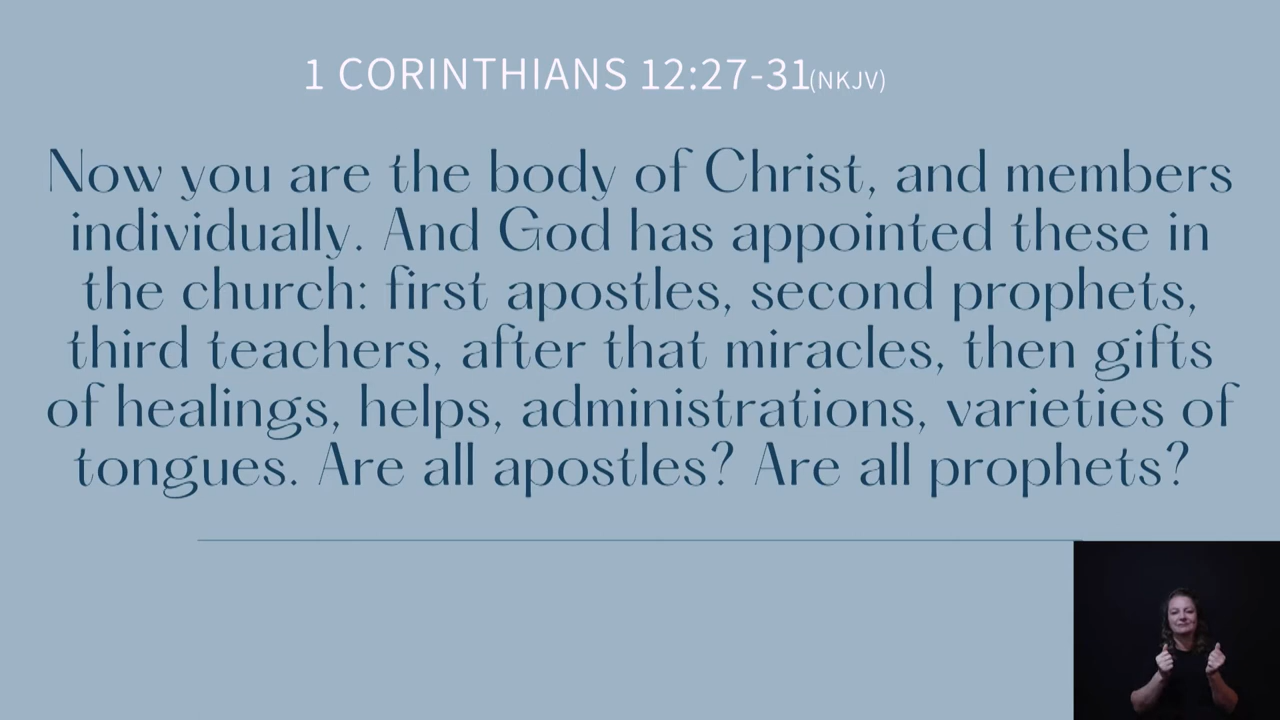 1 CORINTHIANS 12:27-31(NKJV)
Now you are the body of Christ, and members
individually. And God has appointed these in
the church: first apostles, second prophets,
third teachers, after that miracles, then gifts
of healings, helps, administrations, varieties of
tongues. Are all apostles? Are all prophets?